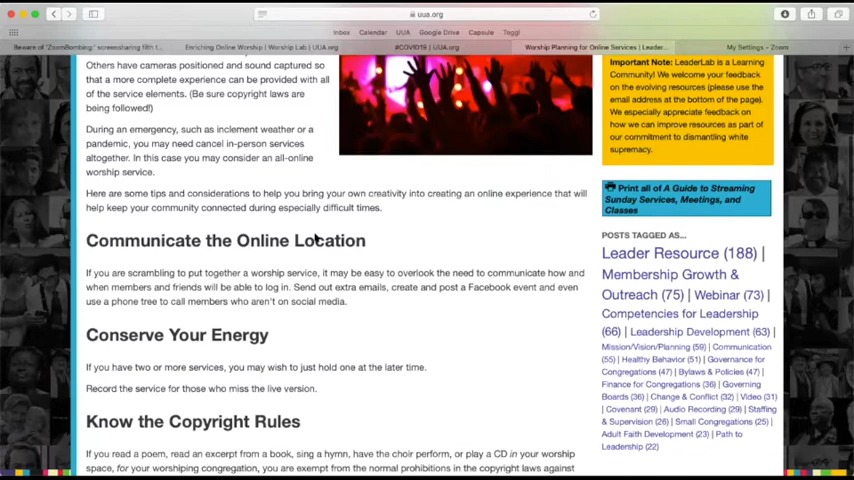 uua.org
Inbox Calendar UUA Google Drive Capsule Toggl
Beware of "ZoomBombing:" screensharing filth t... Enriching Online Worship | Worship Lab | UUA.org #COVID19 | UUA.org Worship Planning for Online Services | Leader... My Settings - Zoom
Others have cameras positioned and sound captured so
that a more complete experience can be provided with all
of the service elements. (Be sure copyright laws are
being followed!)
During an emergency, such as inclement weather or a
pandemic, you may need cancel in-person services
altogether. In this case you may consider an all-online
worship service.
Here are some tips and considerations to help you bring your own creativity into creating an online experience that will
help keep your community connected during especially difficult times.
Communicate the Online Location
If you are scrambling to put together a worship service, it may be easy to overlook the need to communicate how and
when members and friends will be able to log in. Send out extra emails, create and post a Facebook event and even
use a phone tree to call members who aren't on social media.
Conserve Your Energy
If you have two or more services, you may wish to just hold one at the later time.
Record the service for those who miss the live version.
Know the Copyright Rules
If you read a poem, read an excerpt from a book, sing a hymn, have the choir perform, or play a CD in your worship
space, for your worshiping congregation, you are exempt from the normal prohibitions in the copyright laws against
Important Note: LeaderLab is a Learning
Community! We welcome your feedback
on the evolving resources (please use the
email address at the bottom of the page).
We especially appreciate feedback on
how we can improve resources as part of
our commitment to dismantling white
supremacy.
Print all of A Guide to Streaming
Sunday Services, Meetings, and
Classes
POSTS TAGGED AS...
Leader Resource (188) |
Membership Growth &
Outreach (75) | Webinar (73) |
Competencies for Leadership
(66) | Leadership Development (63) |
Mission/Vision/Planning (59) | Communication
(55) | Healthy Behavior (51) | Governance for
Congregations (47) | Bylaws & Policies (47) |
Finance for Congregations (36) | Governing
Boards (36) | Change & Conflict (32) | Video (31)
| Covenant (29) | Audio Recording (29) | Staffing
& Supervision (26) | Small Congregations (25) |
Adult Faith Development (23) | Path to
Leadership (22)